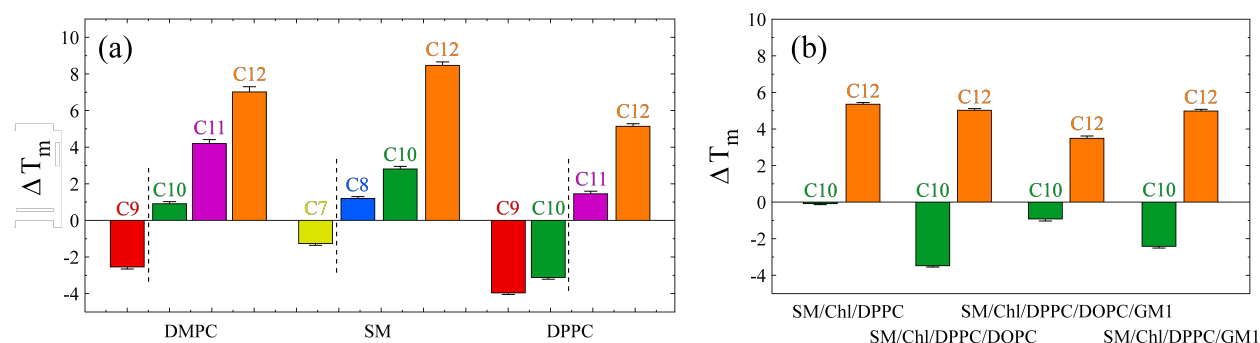 (a)
10
8
6
4
2
0
-2
-4
Δ T m
C9
C10
C11
C12
C7
C8
C10
C12
C9
C10
C11
C12
DMPC SM DPPC
(b)
10
8
6
4
2
0
-2
-4
Δ T m
C10
C12
C10
C12
C10
C12
C10
C12
SM/Chl/DPPC SM/Chl/DPPC/DOPC/GM1
SM/Chl/DPPC/DOPC SM/Chl/DPPC/GM1